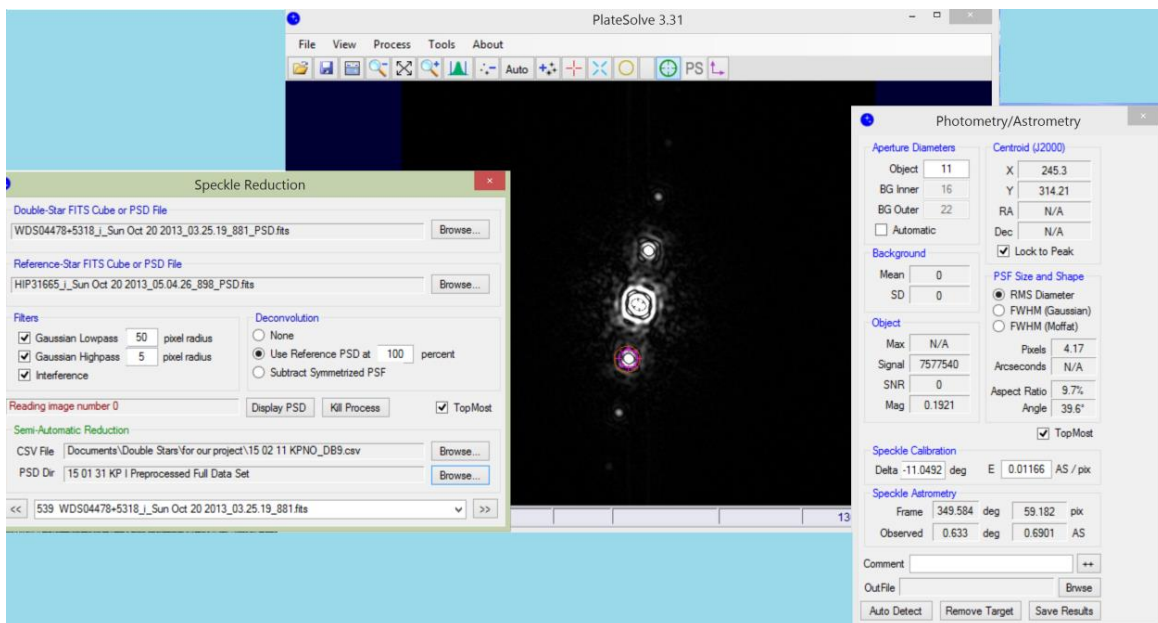 PlateSolve 3.31
File View Process Tools About
Auto PS
Speckle Reduction
Double-Star FITS Cube or PSD File
WDS04478+5318_i_Sun Oct 20 2013_03.25.19_881_PSD.fits Browse...
Reference-Star FITS Cube or PSD File
HIP31665_i_Sun Oct 20 2013_05.04.26_898_PSD.fits Browse...
Filters
Gaussian Lowpass 50 pixel radius
Gaussian Highpass 5 pixel radius
Interference
Deconvolution
None
Use Reference PSD at 100 percent
Subtract Symmetrized PSF
Reading image number 0 Display PSD Kill Process TopMost
Semi-Automatic Reduction
CSV File Documents\Double Stars\for our project\15 02 11 KPNO_DB9.csv Browse...
PSD Dir 15 01 31 KP I Preprocessed Full Data Set Browse...
<< 539 WDS04478+5318_i_Sun Oct 20 2013_03.25.19_881.fits >>
13
Photometry/Astrometry
Aperture Diameters
Object 11
BG Inner 16
BG Outer 22
Automatic
Background
Mean 0
SD 0
Object
Max N/A
Signal 7577540
SNR 0
Mag 0.1921
Centroid (J2000)
X 245.3
Y 314.21
RA N/A
Dec N/A
Lock to Peak
PSF Size and Shape
RMS Diameter
FWHM (Gaussian)
FWHM (Moffat)
Pixels 4.17
Arcseconds N/A
Aspect Ratio 9.7%
Angle 39.6°
TopMost
Speckle Calibration
Delta -11.0492 deg E 0.01166 AS / pix
Speckle Astrometry
Frame 349.584 deg 59.182 pix
Observed 0.633 deg 0.6901 AS
Comment ++
OutFile Brwse
Auto Detect Remove Target Save Results